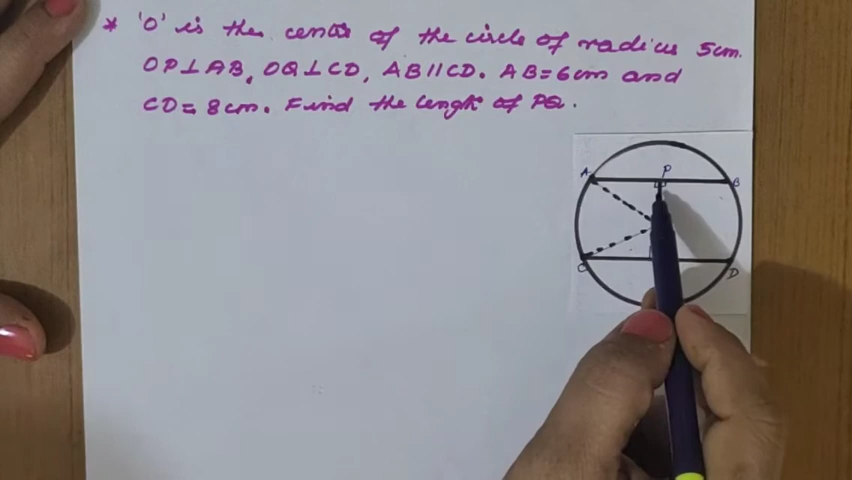 * 'O' is the centre of the circle of radius 5cm.
OP⊥AB, OQ⊥CD, AB//CD. AB=6cm and
CD=8cm. Find the length of PQ.
P
A
B
C
D